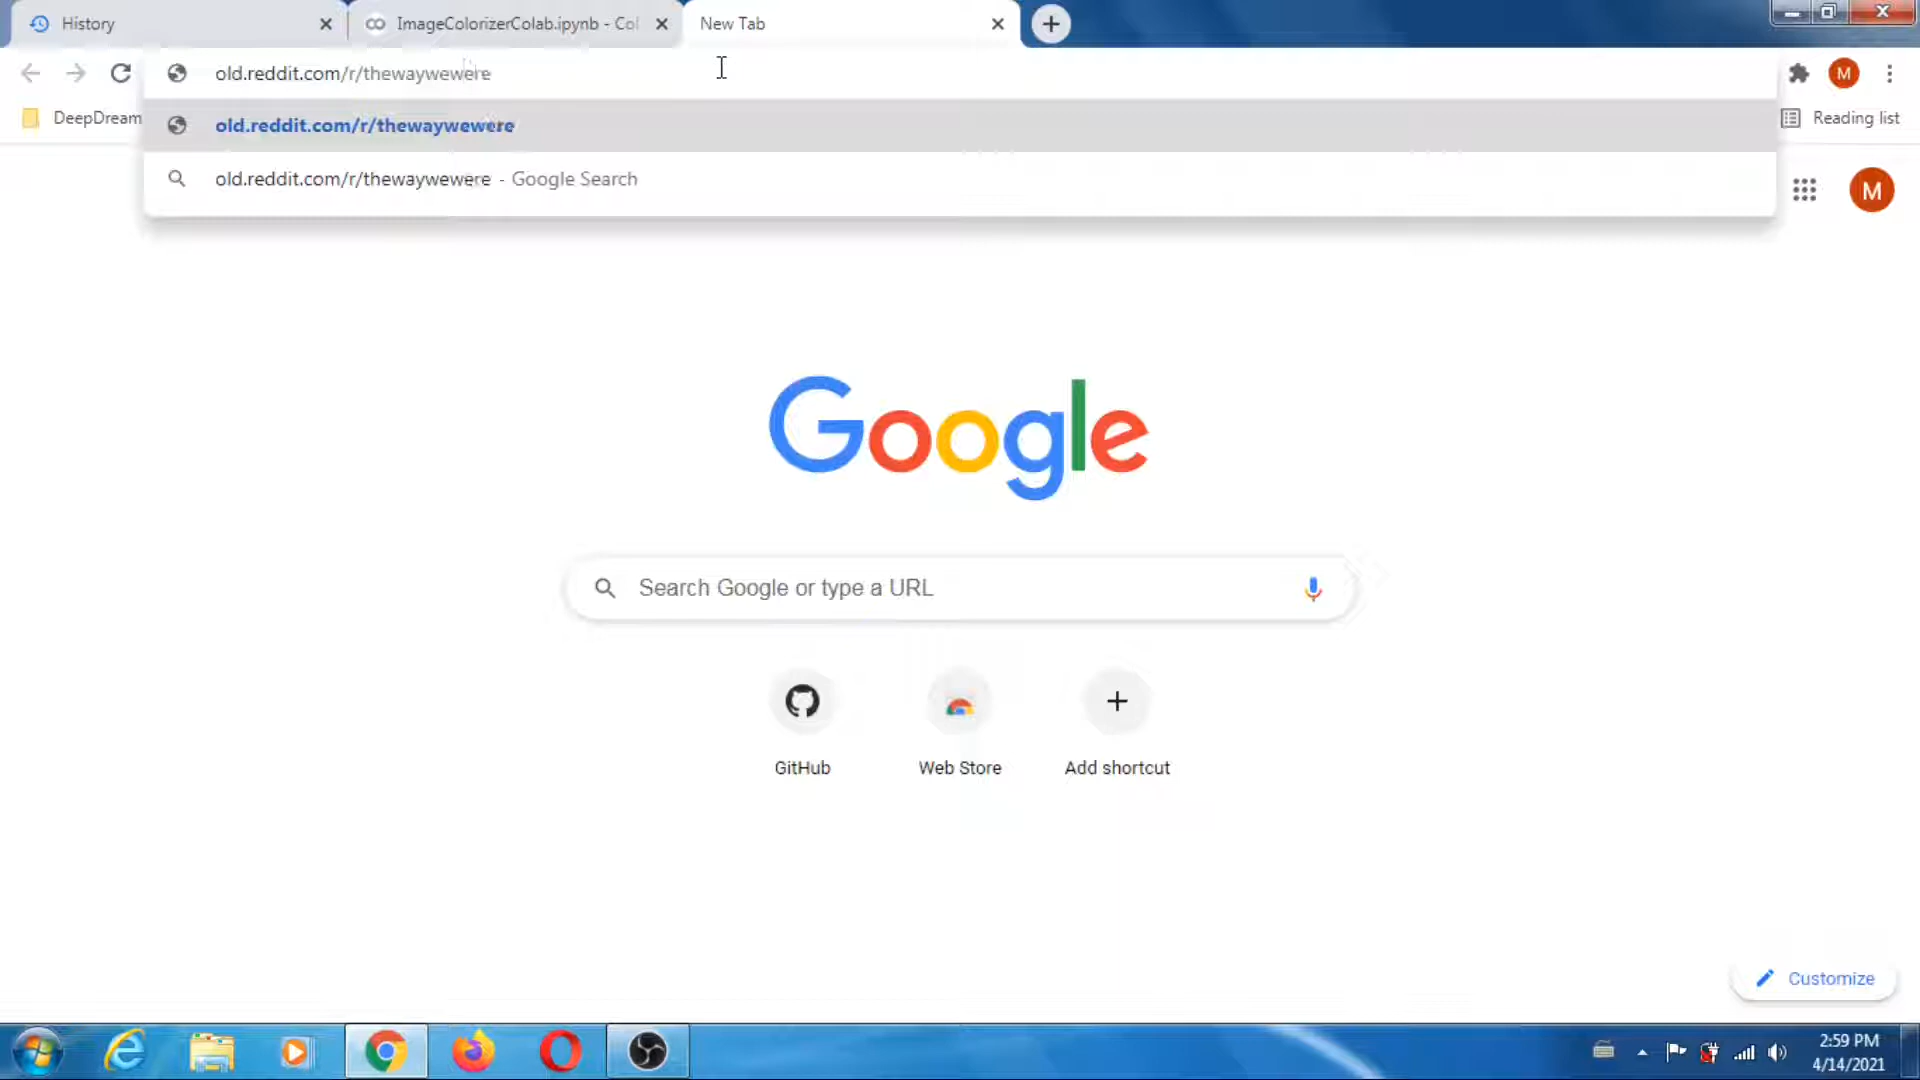 History
ImageColorizerColab.ipynb - Col
New Tab
old.reddit.com/r/thewaywewere
M
DeepDream
old.reddit.com/r/thewaywewere
Reading list
old.reddit.com/r/thewaywewere - Google Search
M
Google
Search Google or type a URL
GitHub
Web Store
Add shortcut
Customize
2:59 PM
4/14/2021